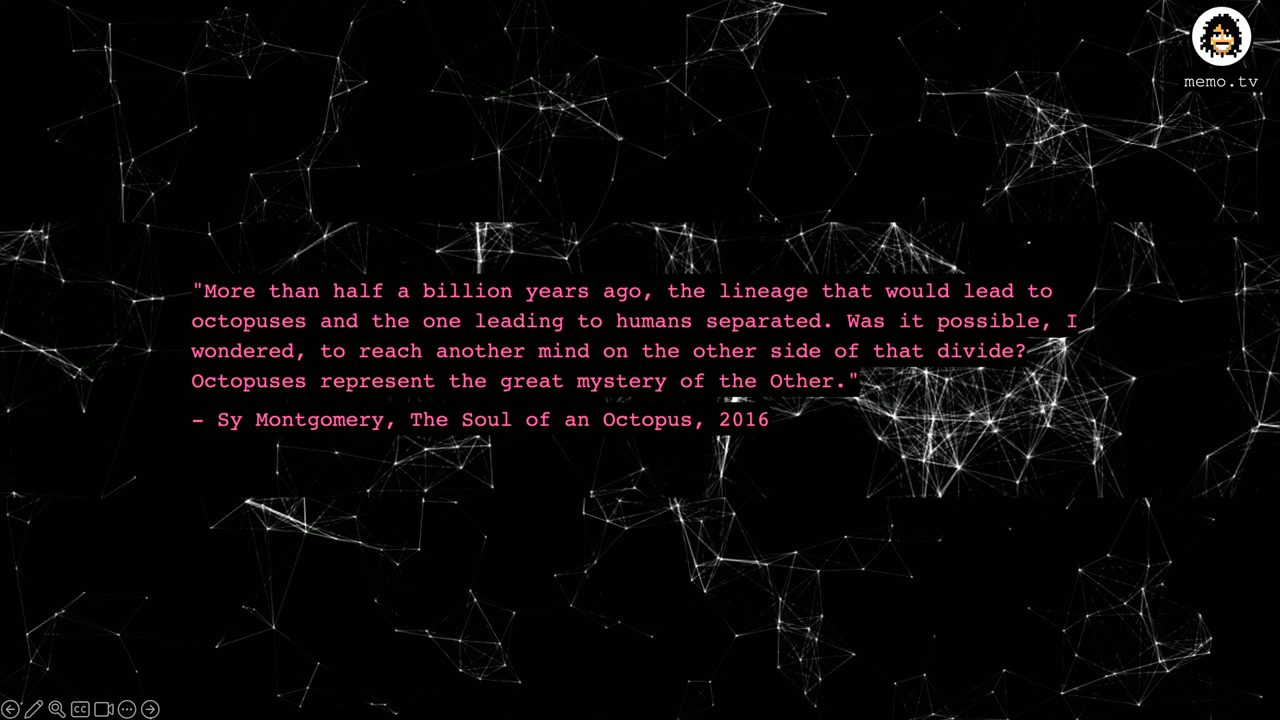 memo.tv
"More than half a billion years ago, the lineage that would lead to
octopuses and the one leading to humans separated. Was it possible, I
wondered, to reach another mind on the other side of that divide?
Octopuses represent the great mystery of the Other."
– Sy Montgomery, The Soul of an Octopus, 2016
CC